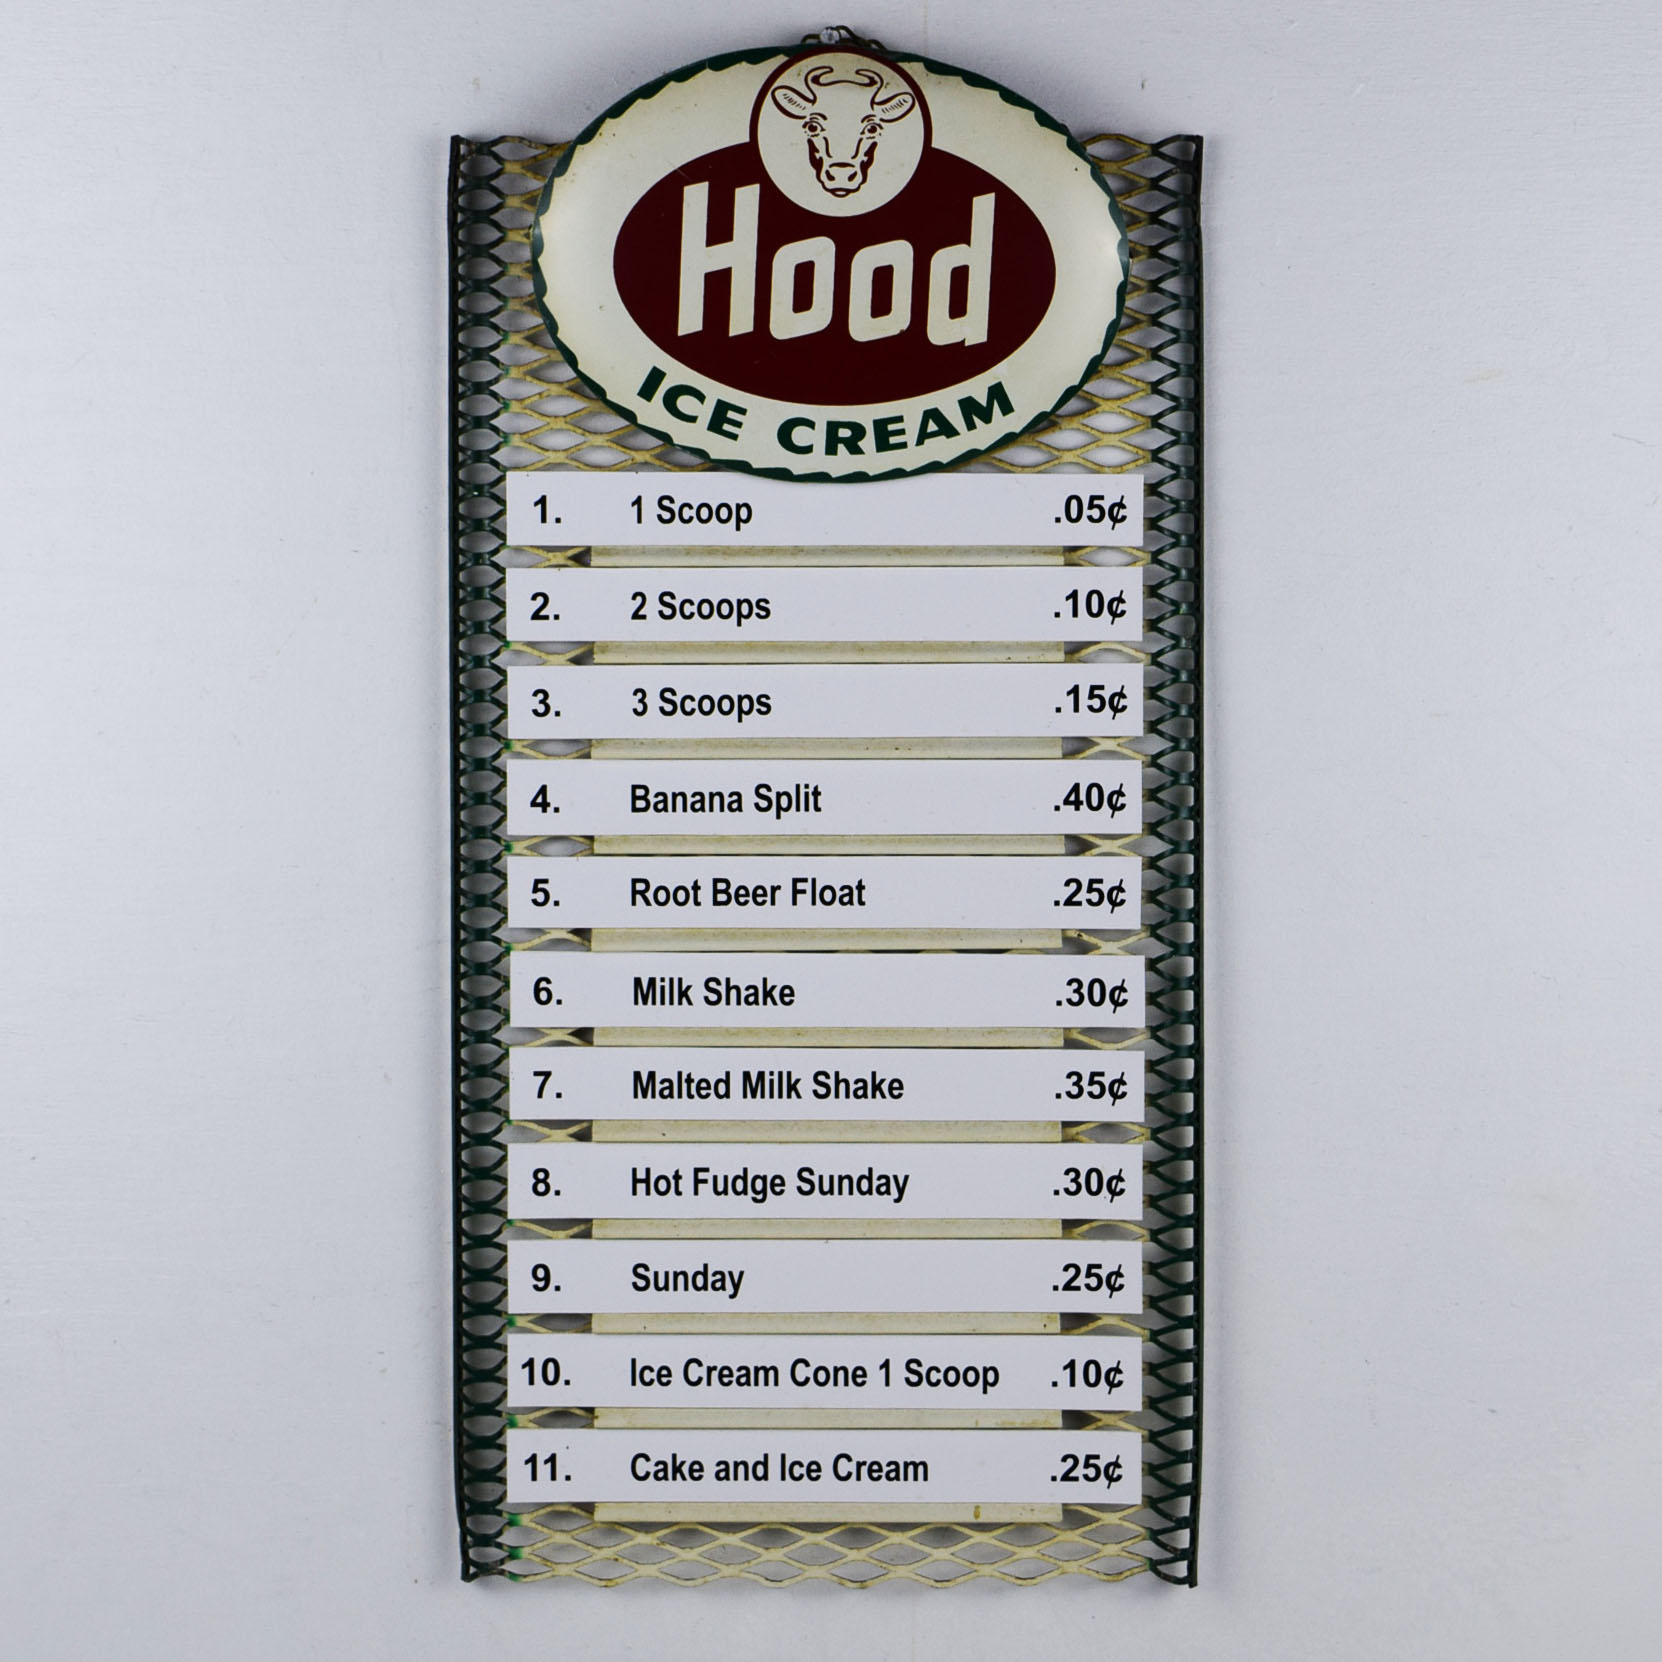 Hood
ICE CREAM
1. 1 Scoop .05¢
2. 2 Scoops .10¢
3. 3 Scoops .15¢
4. Banana Split .40¢
5. Root Beer Float .25¢
6. Milk Shake .30¢
7. Malted Milk Shake .35¢
8. Hot Fudge Sunday .30¢
9. Sunday .25¢
10. Ice Cream Cone 1 Scoop .10¢
11. Cake and Ice Cream .25¢